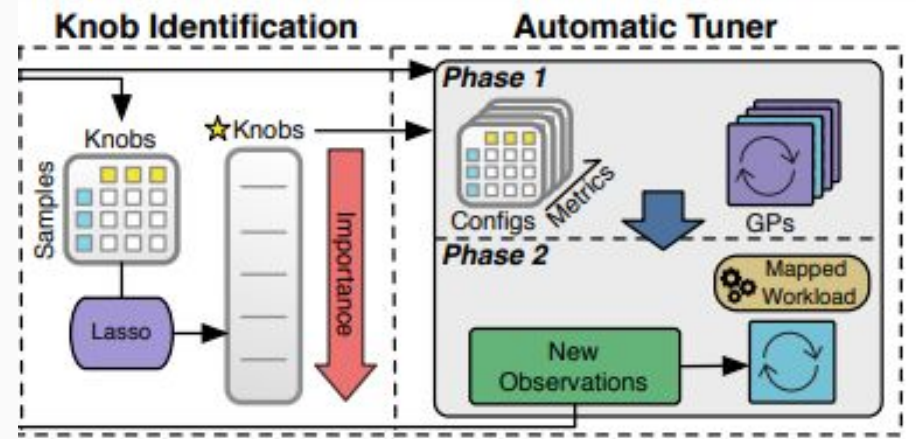 Knob Identification
Automatic Tuner
Knobs
Samples
Lasso
Knobs
Importance
Phase 1
Configs
Metrics
GPs
Phase 2
Mapped
Workload
New
Observations